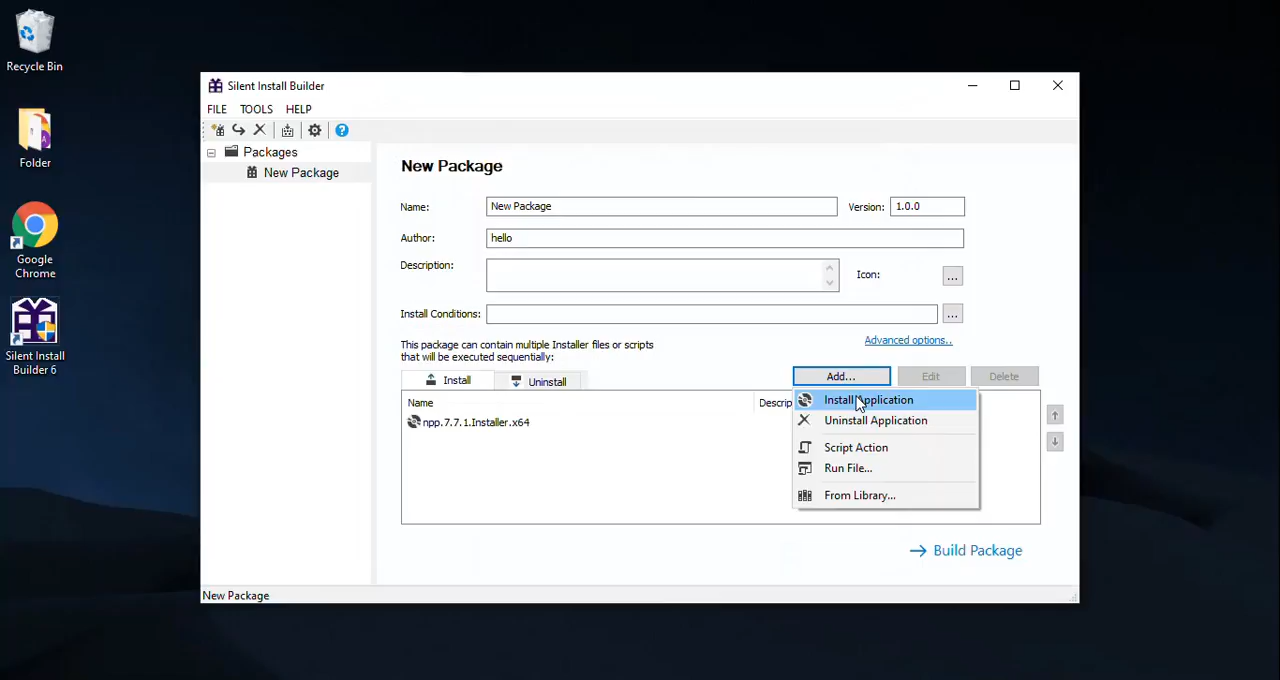 Recycle Bin
Folder
Google
Chrome
Silent Install
Builder 6
Silent Install Builder
FILE TOOLS HELP
Packages
New Package
New Package
Name: New Package Version: 1.0.0
Author: hello
Description: Icon: ...
Install Conditions: ...
This package can contain multiple Installer files or scripts
that will be executed sequentially:
Advanced options..
Install Uninstall Add... Edit Delete
Name Descrip
npp.7.7.1.Installer.x64
Install Application
Uninstall Application
Script Action
Run File...
From Library...
Build Package
New Package